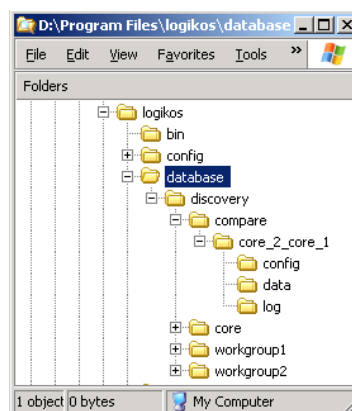 D:\Program Files\logikos\database
File Edit View Favorites Tools »
Folders
logikos
bin
config
database
discovery
compare
core_2_core_1
config
data
log
core
workgroup1
workgroup2
1 object 0 bytes My Computer